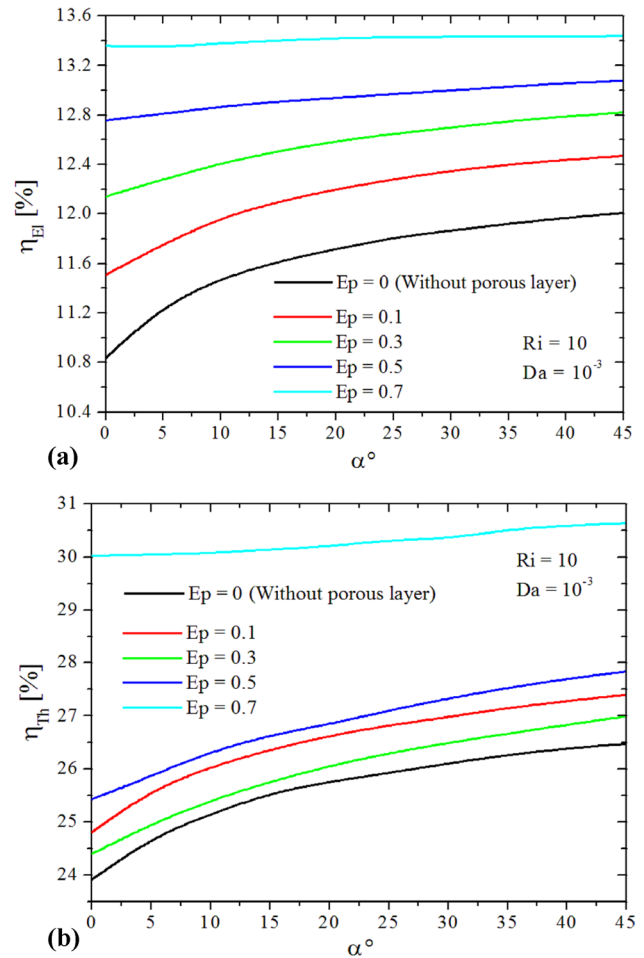 13.6
13.2
12.8
12.4
12.0
11.6
11.2
10.8
10.4
η_El [%]
Ep = 0 (Without porous layer)
Ep = 0.1
Ep = 0.3
Ep = 0.5
Ep = 0.7
Ri = 10
Da = 10⁻³
0 5 10 15 20 25 30 35 40 45
(a)
α°
31
30
29
28
27
26
25
24
η_Th [%]
Ri = 10
Da = 10⁻³
Ep = 0 (Without porous layer)
Ep = 0.1
Ep = 0.3
Ep = 0.5
Ep = 0.7
0 5 10 15 20 25 30 35 40 45
(b)
α°